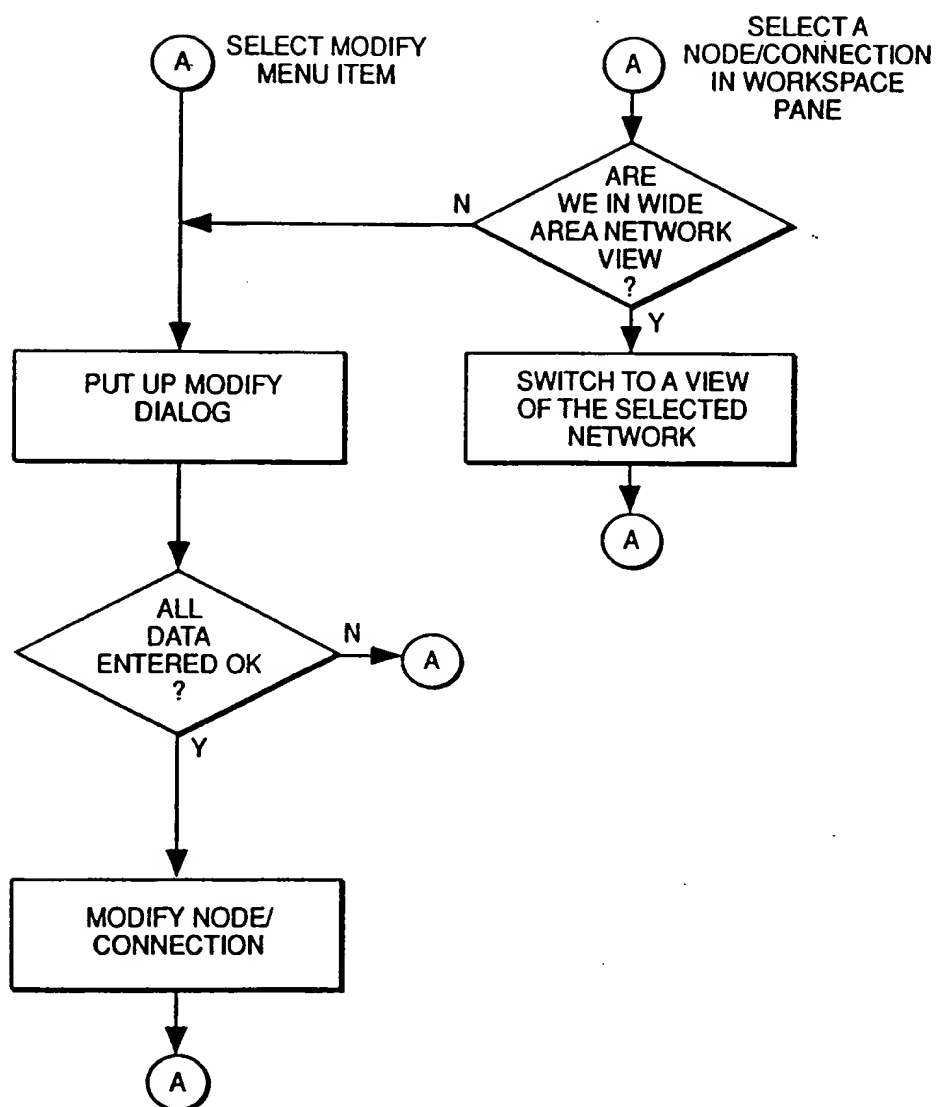 A
SELECT MODIFY
MENU ITEM
A
SELECT A
NODE/CONNECTION
IN WORKSPACE
PANE
ARE
WE IN WIDE
AREA NETWORK
VIEW
?
N
Y
PUT UP MODIFY
DIALOG
SWITCH TO A VIEW
OF THE SELECTED
NETWORK
A
ALL
DATA
ENTERED OK
?
N
A
Y
MODIFY NODE/
CONNECTION
A